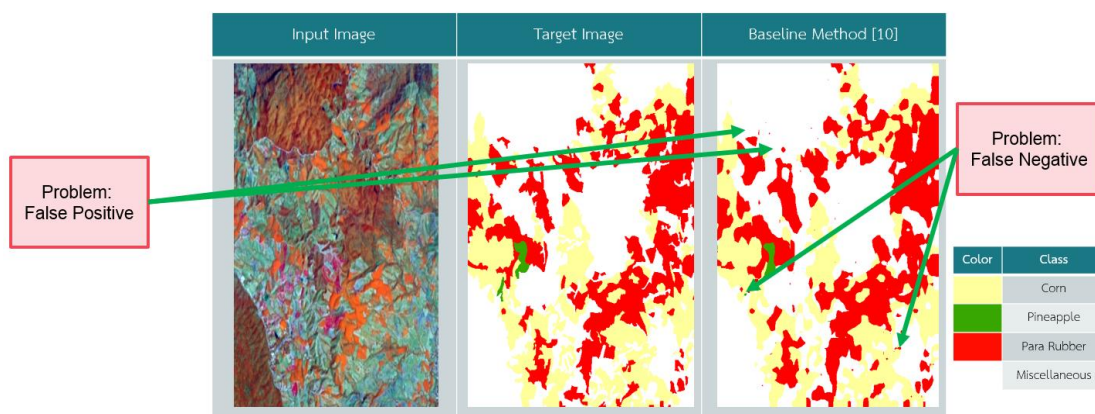 Input Image
Target Image
Baseline Method [10]
Problem:
False Positive
Problem:
False Negative
Color
Class
Corn
Pineapple
Para Rubber
Miscellaneous